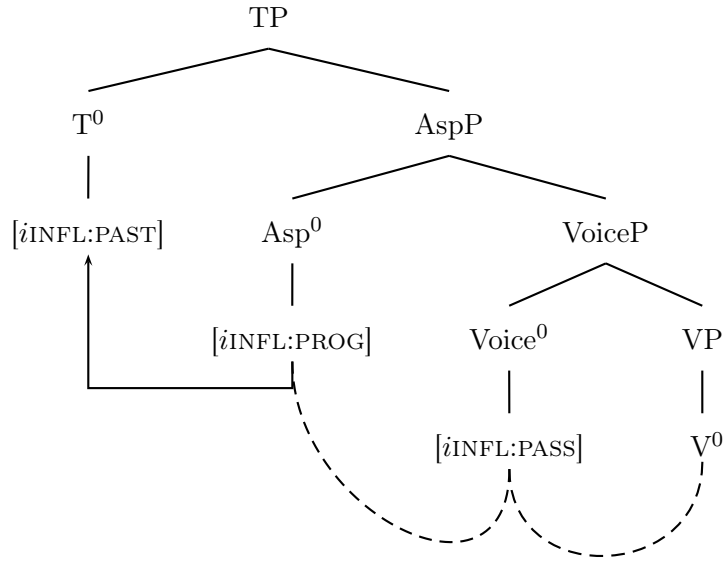 TP
T⁰ AspP
[iINFL:PAST] Asp⁰ VoiceP
[iINFL:PROG] Voice⁰ VP
[iINFL:PASS] V⁰